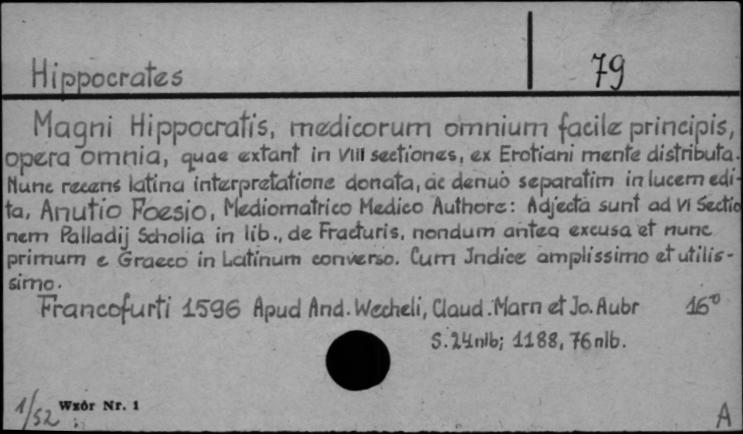 Hippocrates 79
Magni Hippocratis, medicorum omnium facile principis,
opera omnia, quae extant in VIII sectiones, ex Erotiani mente distributa.
Nunc recens latina interpretatione donata, ac denuo separatim in lucem edi-
ta, Anutio Foesio, Mediomatrico Medico Authore: Adjecta sunt ad VI Sectio
nem Palladij Scholia in lib., de Fracturis, nondum antea excusa et nunc
primum e Graeco in Latinum converso. Cum Indice amplissimo et utilis-
simo.
Francofurti 1596 Apud And. Wecheli, Claud. Marn et Jo. Aubr 16°
S. 24nlb; 1188, 76nlb.
1/52 Wzór Nr. 1
A